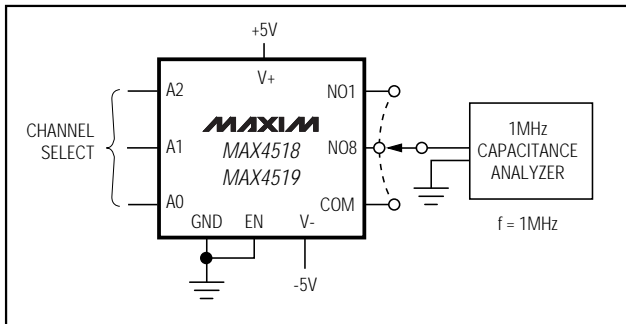 +5V
V+
A2
NO1
CHANNEL
SELECT
A1
MAXIM
MAX4518
MAX4519
NO8
1MHz
CAPACITANCE
ANALYZER
A0
COM
GND EN V-
f = 1MHz
-5V